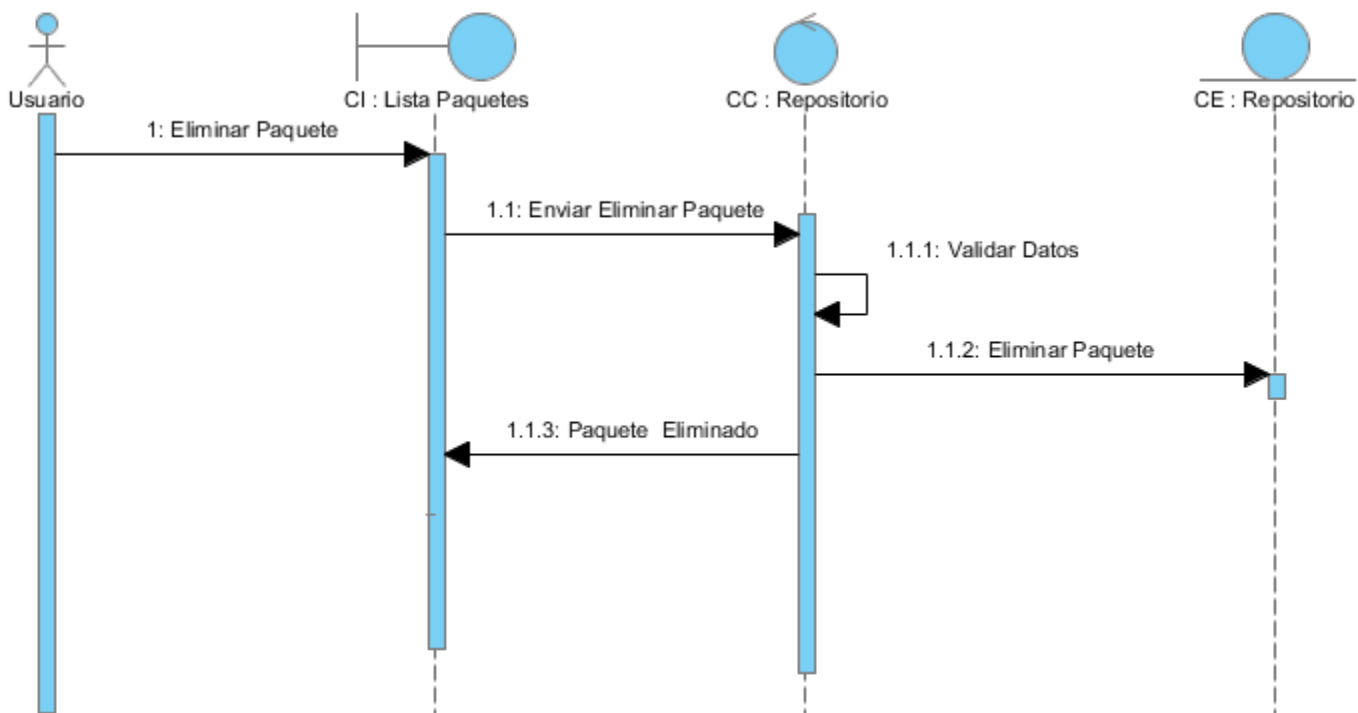 Usuario
CI : Lista Paquetes
CC : Repositorio
CE : Repositorio
1: Eliminar Paquete
1.1: Enviar Eliminar Paquete
1.1.1: Validar Datos
1.1.2: Eliminar Paquete
1.1.3: Paquete  Eliminado